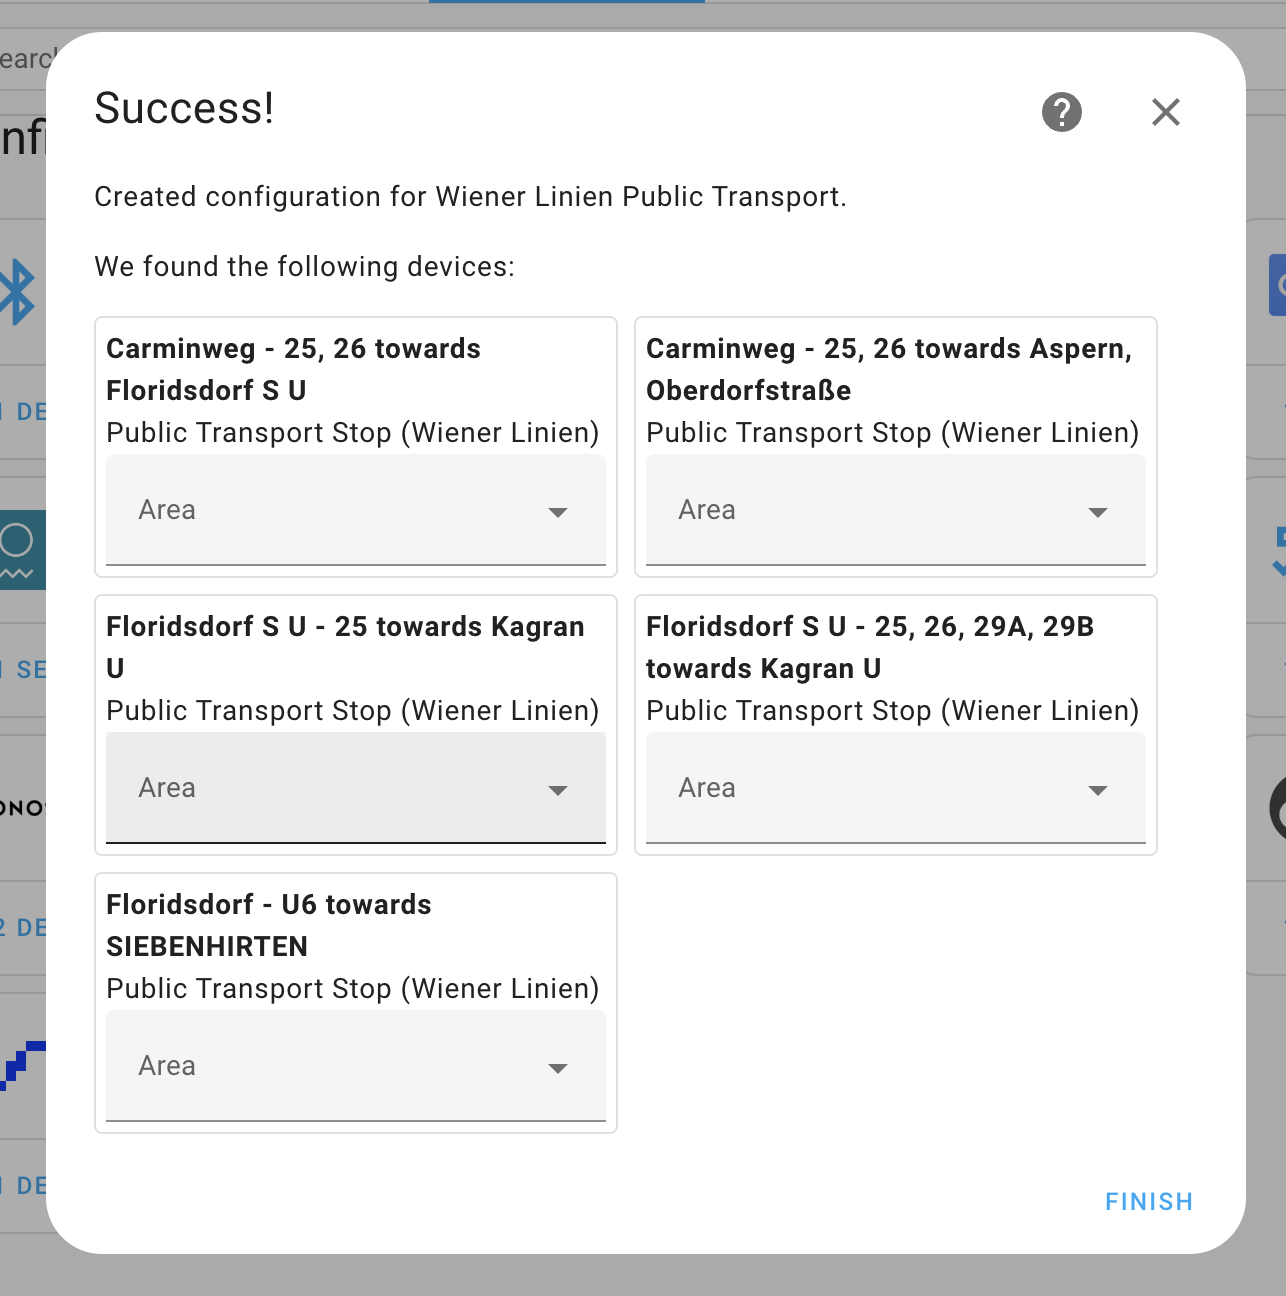 Success!
Created configuration for Wiener Linien Public Transport.
We found the following devices:
Carminweg - 25, 26 towards
Floridsdorf S U
Public Transport Stop (Wiener Linien)
Area
Carminweg - 25, 26 towards Aspern,
Oberdorfstraße
Public Transport Stop (Wiener Linien)
Area
Floridsdorf S U - 25 towards Kagran
U
Public Transport Stop (Wiener Linien)
Area
Floridsdorf S U - 25, 26, 29A, 29B
towards Kagran U
Public Transport Stop (Wiener Linien)
Area
Floridsdorf - U6 towards
SIEBENHIRTEN
Public Transport Stop (Wiener Linien)
Area
FINISH